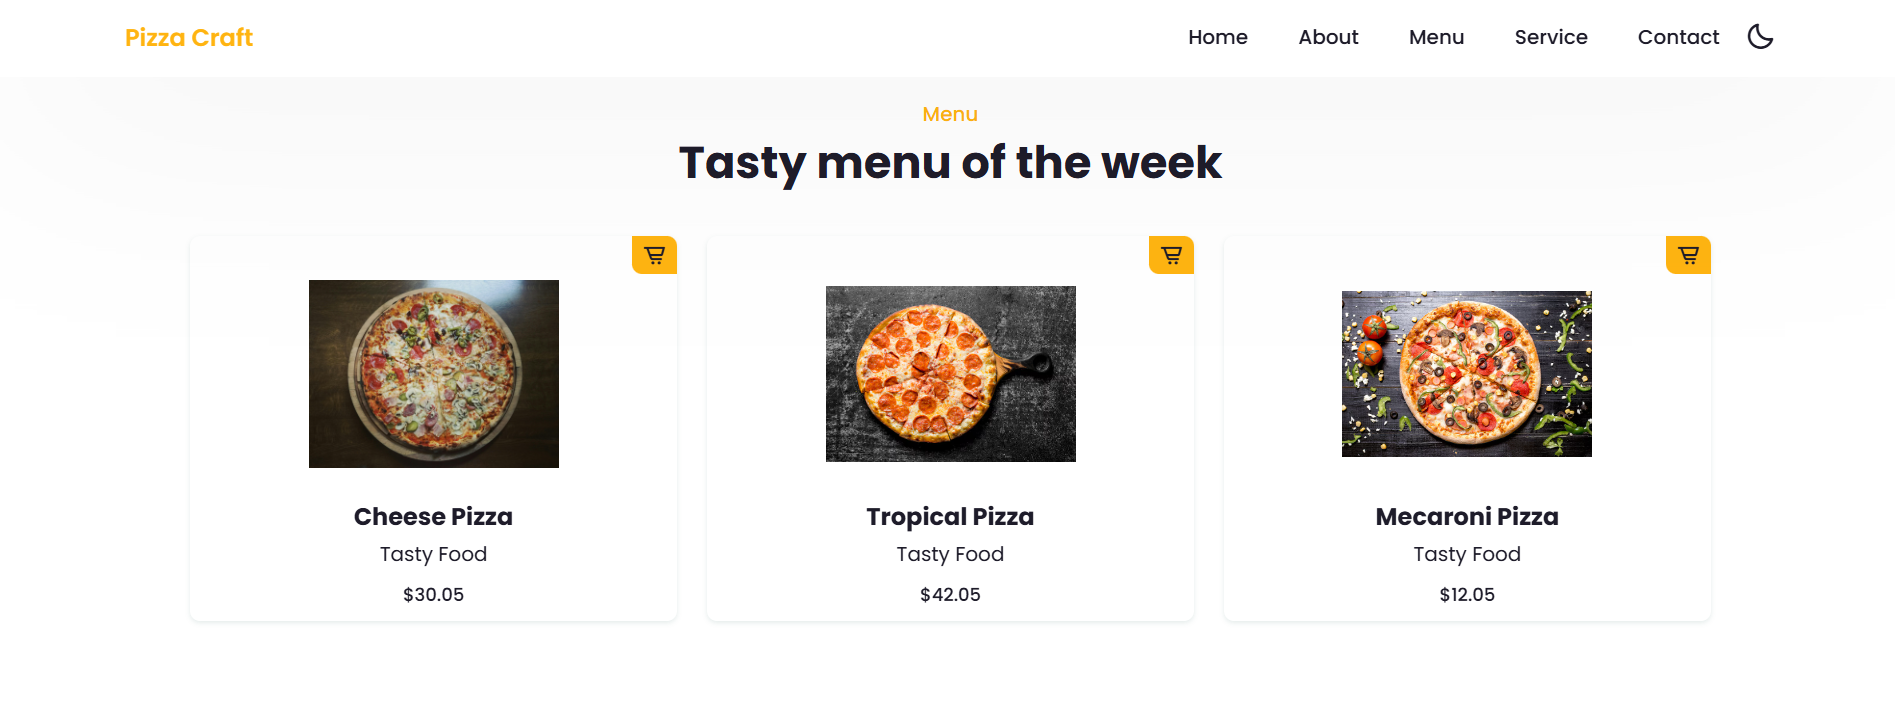 Pizza Craft
Home About Menu Service Contact
Menu
Tasty menu of the week
Cheese Pizza
Tasty Food
$30.05
Tropical Pizza
Tasty Food
$42.05
Mecaroni Pizza
Tasty Food
$12.05